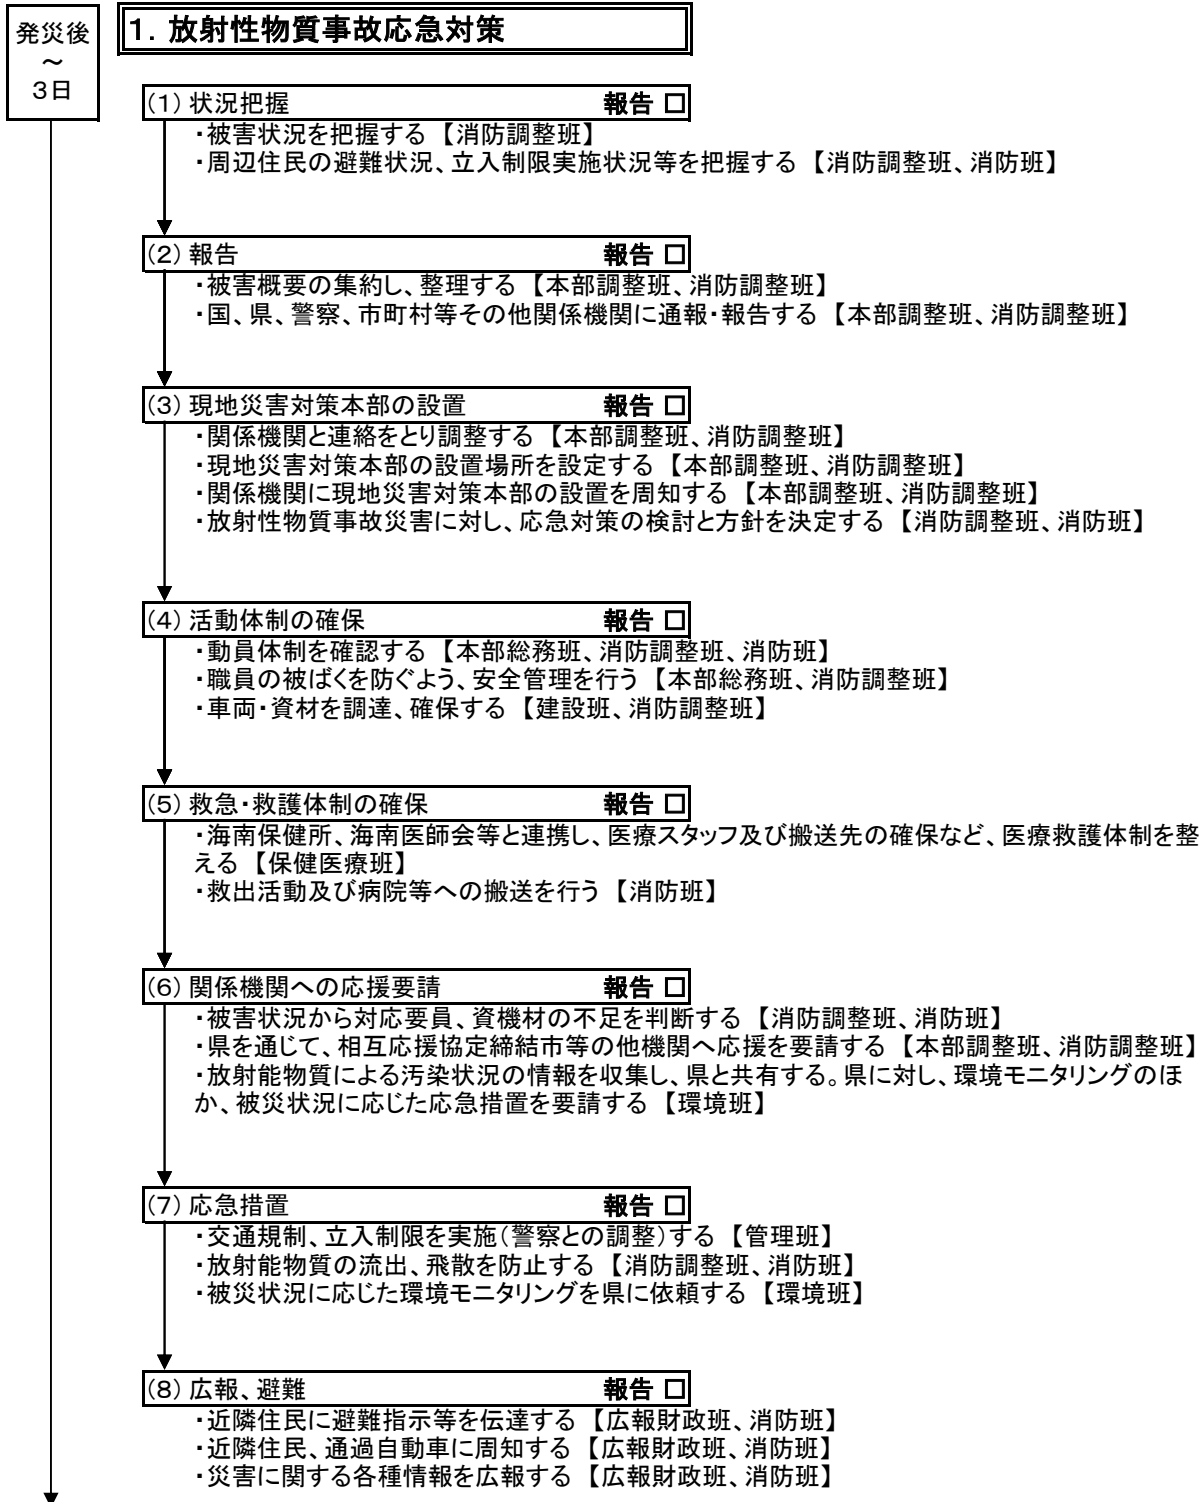 発災後
～
3日
1．放射性物質事故応急対策
(1) 状況把握 報告 □
・被害状況を把握する 【消防調整班】
・周辺住民の避難状況、立入制限実施状況等を把握する 【消防調整班、消防班】
(2) 報告 報告 □
・被害概要の集約し、整理する 【本部調整班、消防調整班】
・国、県、警察、市町村等その他関係機関に通報・報告する 【本部調整班、消防調整班】
(3) 現地災害対策本部の設置 報告 □
・関係機関と連絡をとり調整する 【本部調整班、消防調整班】
・現地災害対策本部の設置場所を設定する 【本部調整班、消防調整班】
・関係機関に現地災害対策本部の設置を周知する 【本部調整班、消防調整班】
・放射性物質事故災害に対し、応急対策の検討と方針を決定する 【消防調整班、消防班】
(4) 活動体制の確保 報告 □
・動員体制を確認する 【本部総務班、消防調整班、消防班】
・職員の被ばくを防ぐよう、安全管理を行う 【本部総務班、消防調整班】
・車両・資材を調達、確保する 【建設班、消防調整班】
(5) 救急・救護体制の確保 報告 □
・海南保健所、海南医師会等と連携し、医療スタッフ及び搬送先の確保など、医療救護体制を整
える 【保健医療班】
・救出活動及び病院等への搬送を行う 【消防班】
(6) 関係機関への応援要請 報告 □
・被害状況から対応要員、資機材の不足を判断する 【消防調整班、消防班】
・県を通じて、相互応援協定締結市等の他機関へ応援を要請する 【本部調整班、消防調整班】
・放射能物質による汚染状況の情報を収集し、県と共有する。県に対し、環境モニタリングのほ
か、被災状況に応じた応急措置を要請する 【環境班】
(7) 応急措置 報告 □
・交通規制、立入制限を実施（警察との調整）する 【管理班】
・放射能物質の流出、飛散を防止する 【消防調整班、消防班】
・被災状況に応じた環境モニタリングを県に依頼する 【環境班】
(8) 広報、避難 報告 □
・近隣住民に避難指示等を伝達する 【広報財政班、消防班】
・近隣住民、通過自動車に周知する 【広報財政班、消防班】
・災害に関する各種情報を広報する 【広報財政班、消防班】